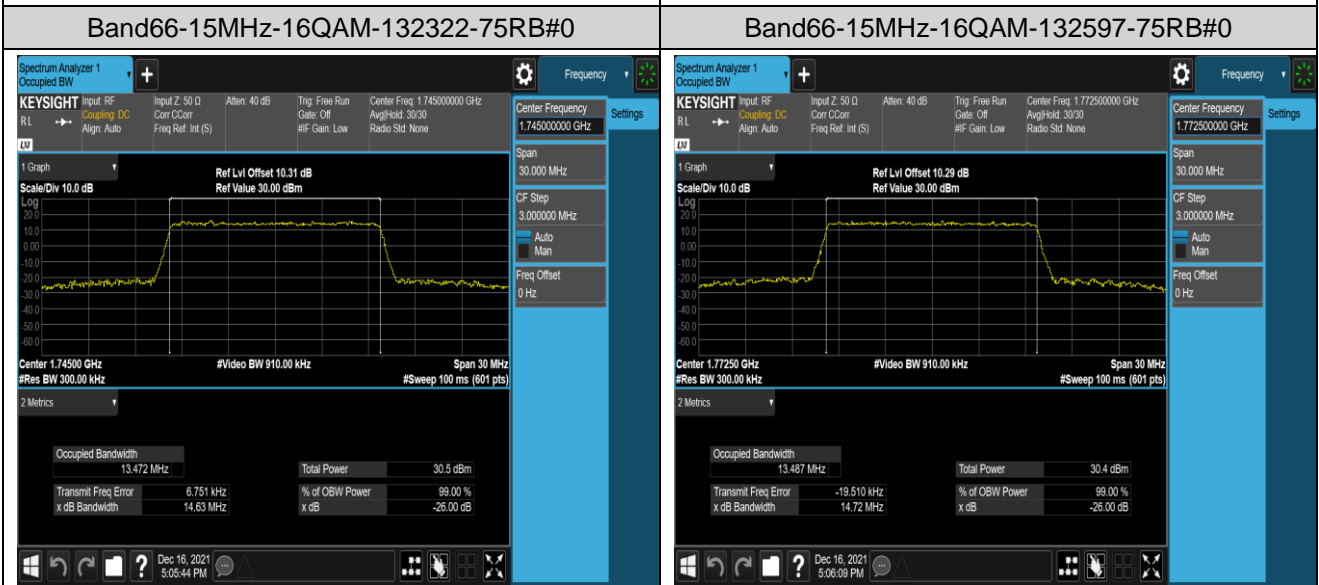 Band66-15MHz-16QAM-132322-75RB#0
Spectrum Analyzer 1
Occupied BW
+
Frequency
KEYSIGHT
RL
LXI
Input: RF
Coupling: DC
Align: Auto
Input Z: 50 Ω
Corr CCorr
Freq Ref: Int (S)
Atten: 40 dB
Trig: Free Run
Gate: Off
#IF Gain: Low
Center Freq: 1.745000000 GHz
Avg|Hold: 30/30
Radio Std: None
Center Frequency
1.745000000 GHz
Settings
Span
30.000 MHz
CF Step
3.000000 MHz
Auto
Man
Freq Offset
0 Hz
1 Graph
Ref Lvl Offset 10.31 dB
Scale/Div 10.0 dB
Ref Value 30.00 dBm
Log
20.0
10.0
0.00
-10.0
-20.0
-30.0
-40.0
-50.0
-60.0
Center 1.74500 GHz
#Video BW 910.00 kHz
Span 30 MHz
#Res BW 300.00 kHz
#Sweep 100 ms (601 pts)
2 Metrics
Occupied Bandwidth
13.472 MHz
Total Power 30.5 dBm
Transmit Freq Error 6.751 kHz
% of OBW Power 99.00 %
x dB Bandwidth 14.63 MHz
x dB -26.00 dB
?
Dec 16, 2021
5:05:44 PM
Band66-15MHz-16QAM-132597-75RB#0
Spectrum Analyzer 1
Occupied BW
+
Frequency
KEYSIGHT
RL
LXI
Input: RF
Coupling: DC
Align: Auto
Input Z: 50 Ω
Corr CCorr
Freq Ref: Int (S)
Atten: 40 dB
Trig: Free Run
Gate: Off
#IF Gain: Low
Center Freq: 1.772500000 GHz
Avg|Hold: 30/30
Radio Std: None
Center Frequency
1.772500000 GHz
Settings
Span
30.000 MHz
CF Step
3.000000 MHz
Auto
Man
Freq Offset
0 Hz
1 Graph
Ref Lvl Offset 10.29 dB
Scale/Div 10.0 dB
Ref Value 30.00 dBm
Log
20.0
10.0
0.00
-10.0
-20.0
-30.0
-40.0
-50.0
-60.0
Center 1.77250 GHz
#Video BW 910.00 kHz
Span 30 MHz
#Res BW 300.00 kHz
#Sweep 100 ms (601 pts)
2 Metrics
Occupied Bandwidth
13.487 MHz
Total Power 30.4 dBm
Transmit Freq Error -19.510 kHz
% of OBW Power 99.00 %
x dB Bandwidth 14.72 MHz
x dB -26.00 dB
?
Dec 16, 2021
5:06:09 PM